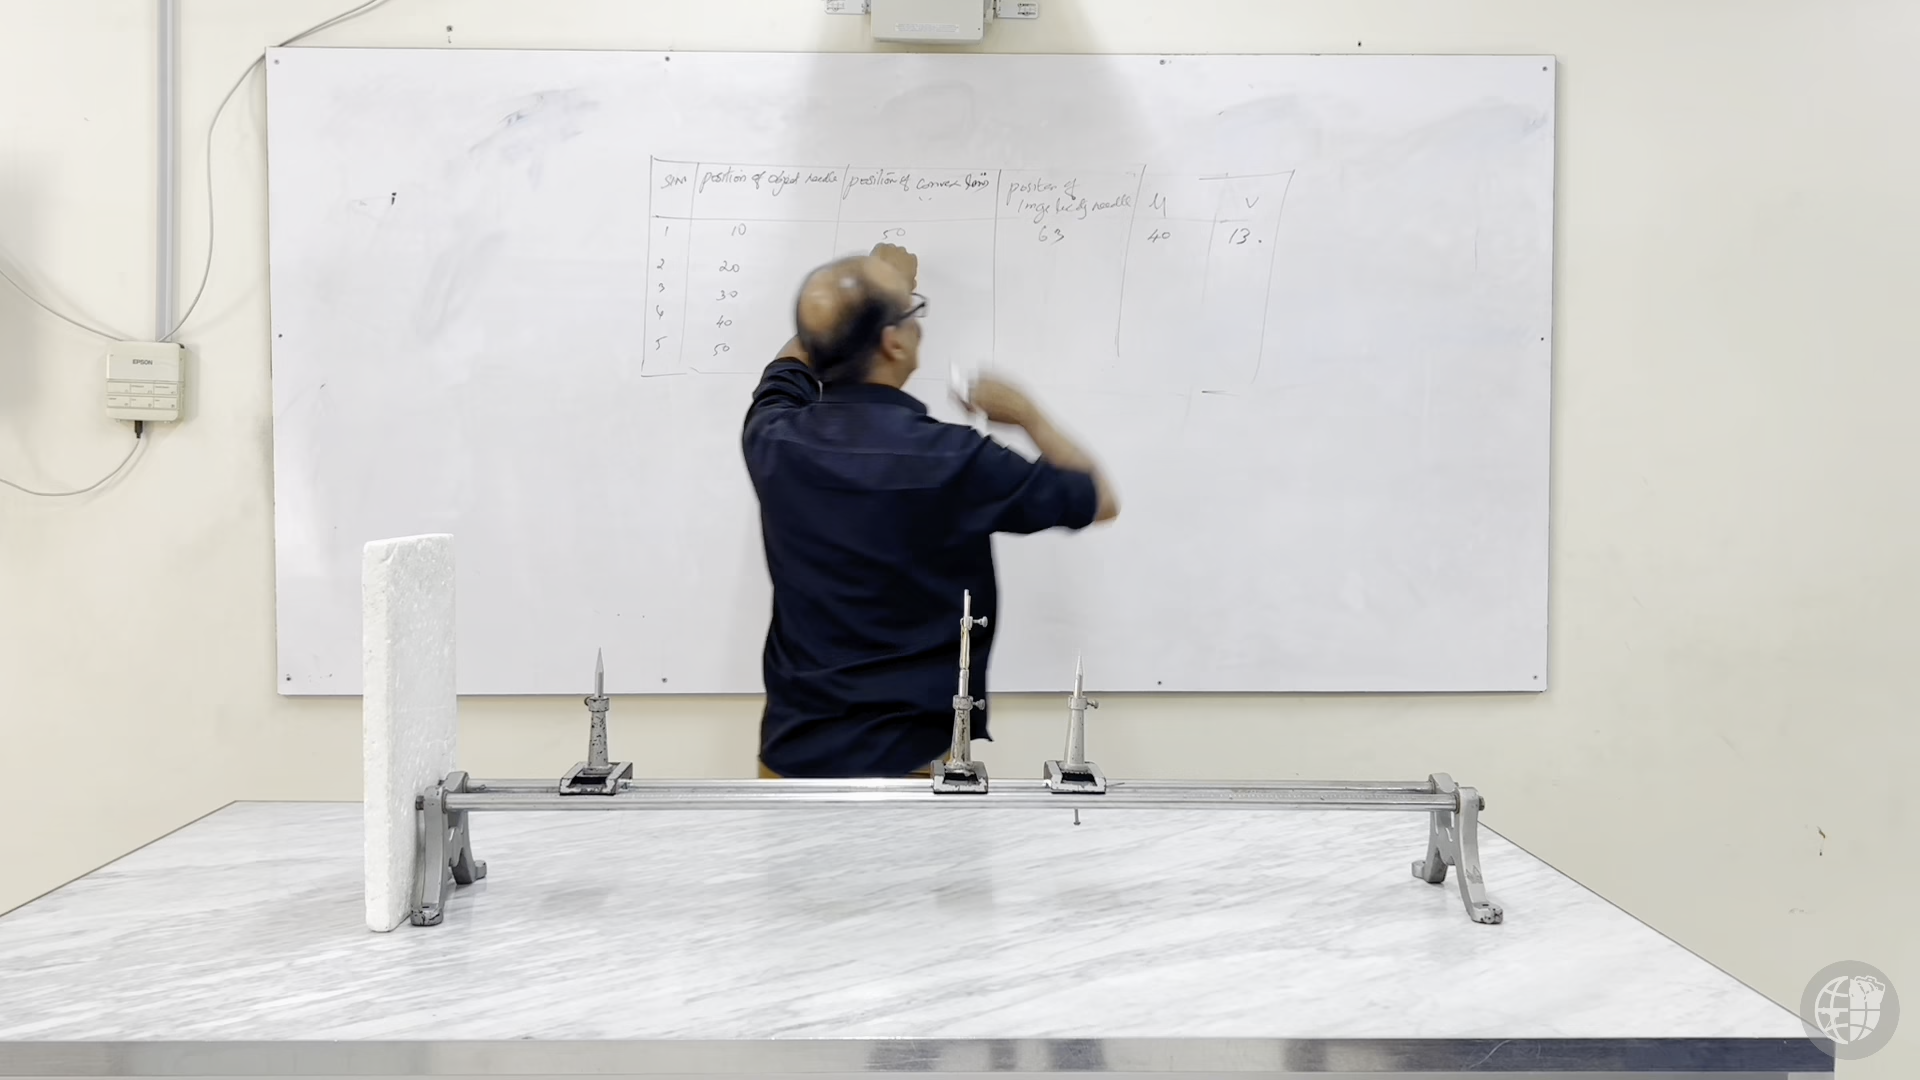 S.No position of object needle position of convex lens position of Image needle u v
1 10 50 63 40 13.
2 20
3 30
4 40
5 50
EPSON